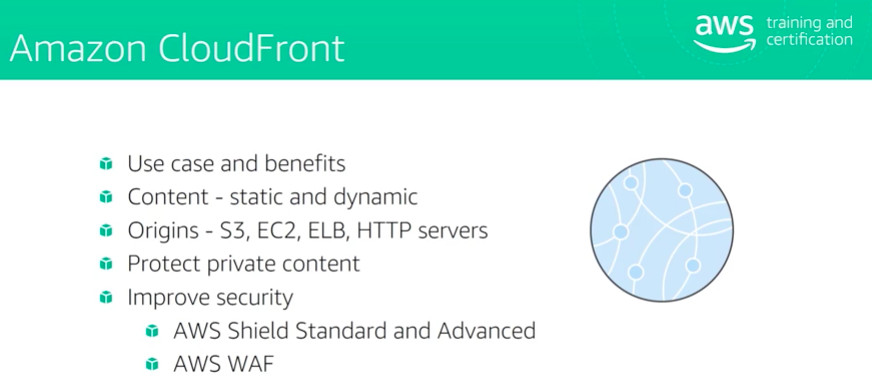 Amazon CloudFront
aws training and
certification
Use case and benefits
Content - static and dynamic
Origins - S3, EC2, ELB, HTTP servers
Protect private content
Improve security
AWS Shield Standard and Advanced
AWS WAF